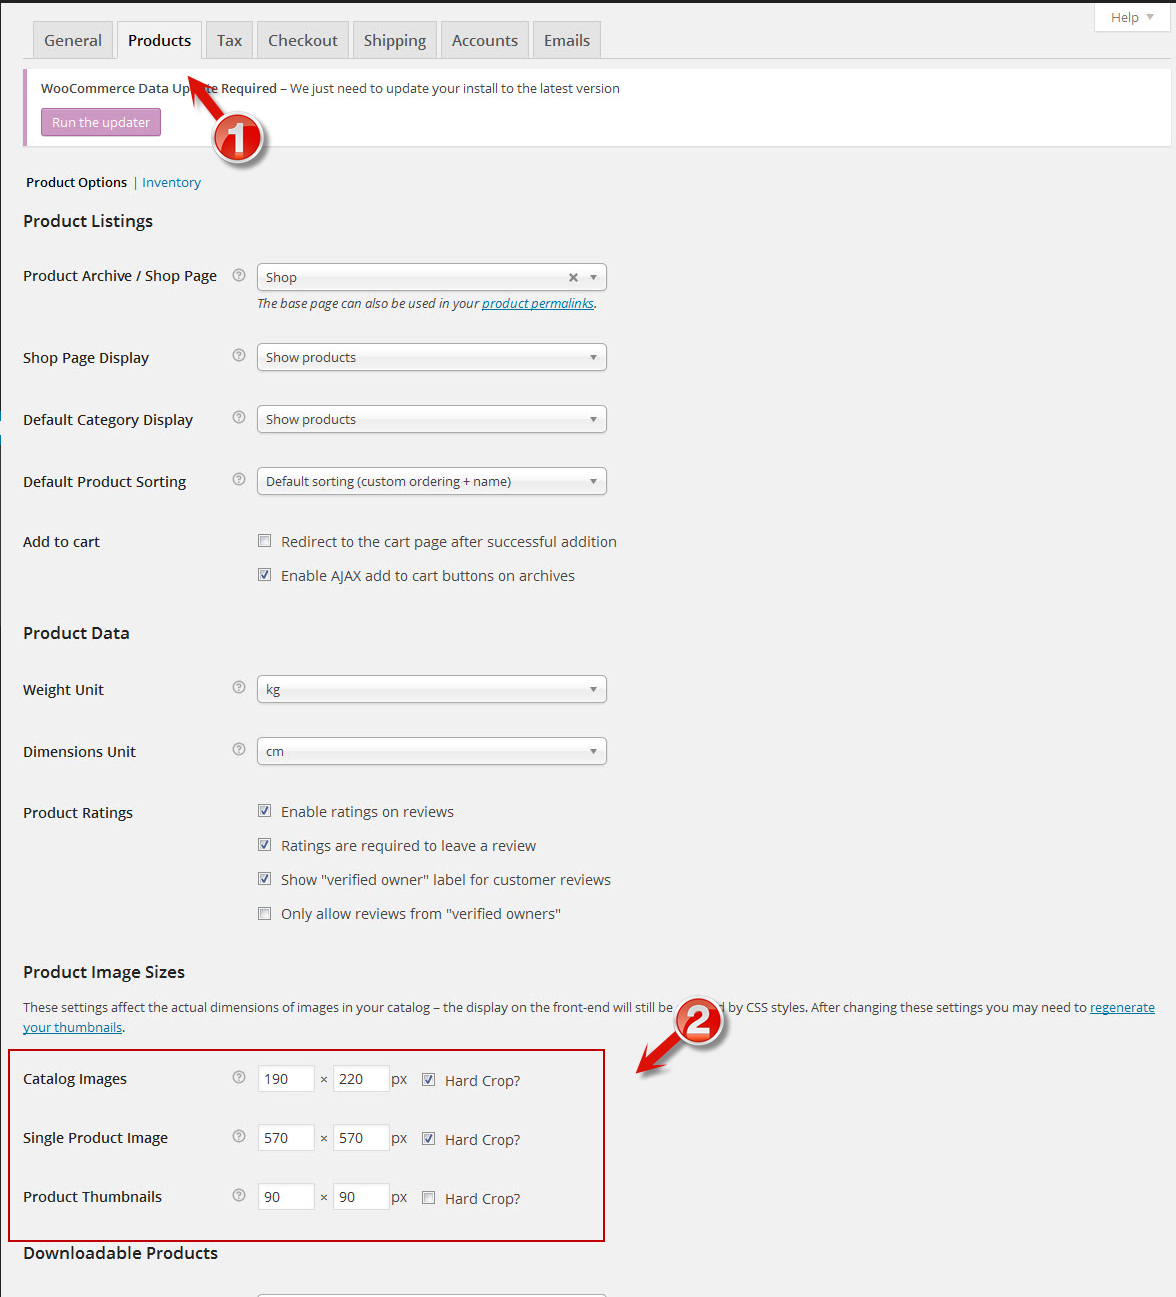 Help
General Products Tax Checkout Shipping Accounts Emails
WooCommerce Data Required – We just need to update your install to the latest version
Run the updater
1
Product Options | Inventory
Product Listings
Product Archive / Shop Page ? Shop ×
The base page can also be used in your product permalinks.
Shop Page Display ? Show products
Default Category Display ? Show products
Default Product Sorting ? Default sorting (custom ordering + name)
Add to cart Redirect to the cart page after successful addition
Enable AJAX add to cart buttons on archives
Product Data
Weight Unit ? kg
Dimensions Unit ? cm
Product Ratings Enable ratings on reviews
Ratings are required to leave a review
Show "verified owner" label for customer reviews
Only allow reviews from "verified owners"
Product Image Sizes
These settings affect the actual dimensions of images in your catalog – the display on the front-end will still be by CSS styles. After changing these settings you may need to regenerate
your thumbnails.
2
Catalog Images ? 190 × 220 px Hard Crop?
Single Product Image ? 570 × 570 px Hard Crop?
Product Thumbnails ? 90 × 90 px Hard Crop?
Downloadable Products